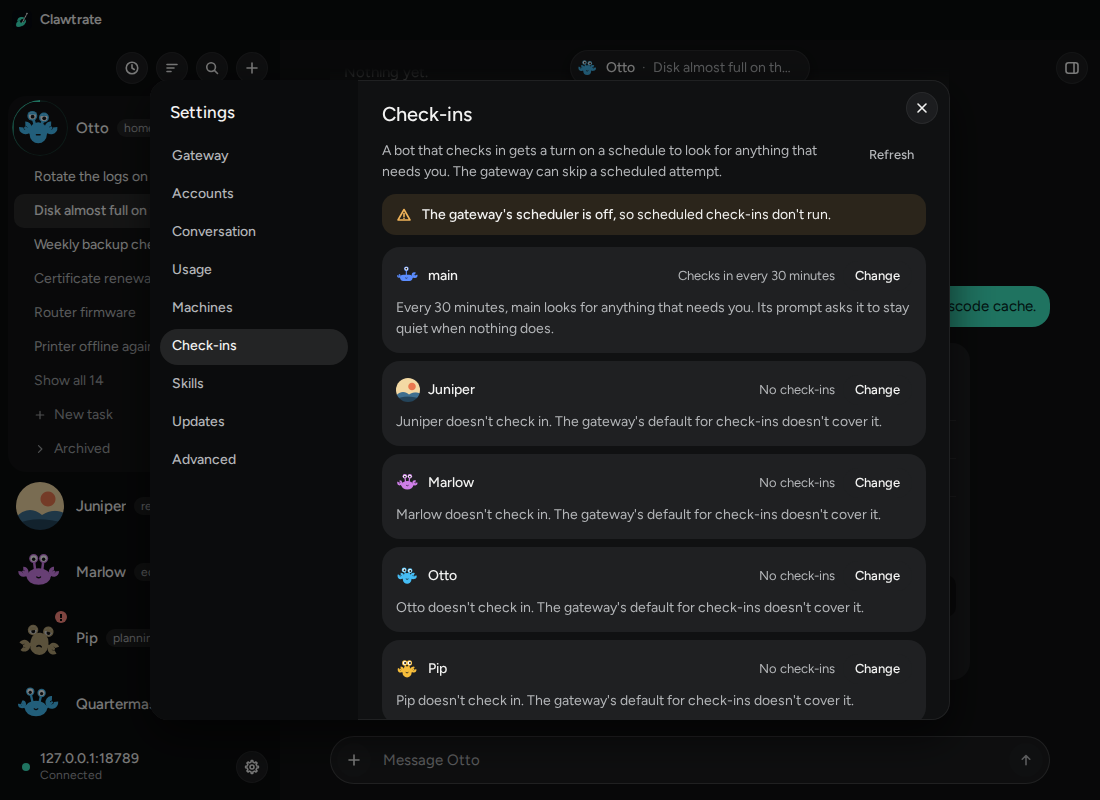 Clawtrate
Nothing yet.
Otto · Disk almost full on th...
Otto
Rotate the logs on
Disk almost full on
Weekly backup che
Certificate renewa
Router firmware
Printer offline agair
Show all 14
+ New task
Archived
Juniper
Marlow
Pip plannin
Quarterma
127.0.0.1:18789
Connected
Settings
Gateway
Accounts
Conversation
Usage
Machines
Check-ins
Skills
Updates
Advanced
Check-ins
A bot that checks in gets a turn on a schedule to look for anything that
needs you. The gateway can skip a scheduled attempt.
Refresh
The gateway's scheduler is off, so scheduled check-ins don't run.
main Checks in every 30 minutes Change
Every 30 minutes, main looks for anything that needs you. Its prompt asks it to stay
quiet when nothing does.
Juniper No check-ins Change
Juniper doesn't check in. The gateway's default for check-ins doesn't cover it.
Marlow No check-ins Change
Marlow doesn't check in. The gateway's default for check-ins doesn't cover it.
Otto No check-ins Change
Otto doesn't check in. The gateway's default for check-ins doesn't cover it.
Pip No check-ins Change
Pip doesn't check in. The gateway's default for check-ins doesn't cover it.
scode cache.
Message Otto